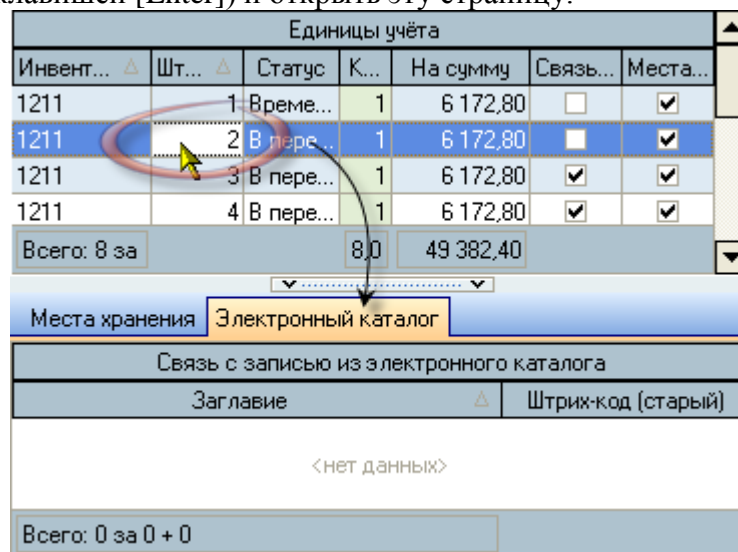 клавишей [Enter]) и открыть эту страницу.
Единицы учёта
Инвент... Шт... Статус К... На сумму Связь... Места...
1211 1 Време... 1 6 172,80
1211 2 В пере... 1 6 172,80
1211 3 В пере... 1 6 172,80
1211 4 В пере... 1 6 172,80
Всего: 8 за 8,0 49 382,40
Места хранения Электронный каталог
Связь с записью из электронного каталога
Заглавие Штрих-код (старый)
<нет данных>
Всего: 0 за 0 + 0